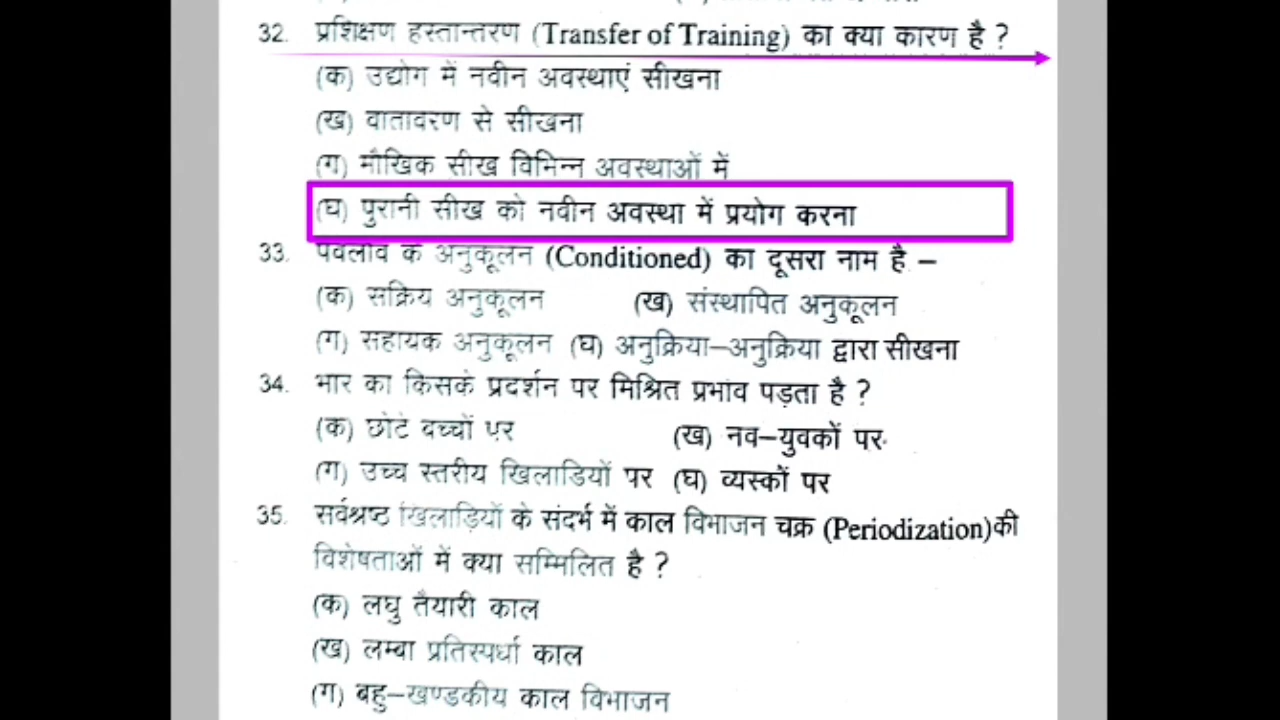 32. प्रशिक्षण हस्तान्तरण (Transfer of Training) का क्या कारण है ?
(क) उद्योग में नवीन अवस्थाएं सीखना
(ख) वातावरण से सीखना
(ग) मौखिक सीख विभिन्न अवस्थाओं में
(घ) पुरानी सीख को नवीन अवस्था में प्रयोग करना
33. पवलॉव के अनुकूलन (Conditioned) का दूसरा नाम है –
(क) सक्रिय अनुकूलन (ख) संस्थापित अनुकूलन
(ग) सहायक अनुकूलन (घ) अनुक्रिया–अनुक्रिया द्वारा सीखना
34. भार का किसके प्रदर्शन पर मिश्रित प्रभाव पड़ता है ?
(क) छोटे बच्चों पर (ख) नव–युवकों पर
(ग) उच्च स्तरीय खिलाडियों पर (घ) व्यस्कों पर
35. सर्वश्रष्ठ खिलाड़ियों के संदर्भ में काल विभाजन चक्र (Periodization)की
विशेषताओं में क्या सम्मिलित है ?
(क) लघु तैयारी काल
(ख) लम्बा प्रतिस्पर्धा काल
(ग) बहु–खण्डकीय काल विभाजन